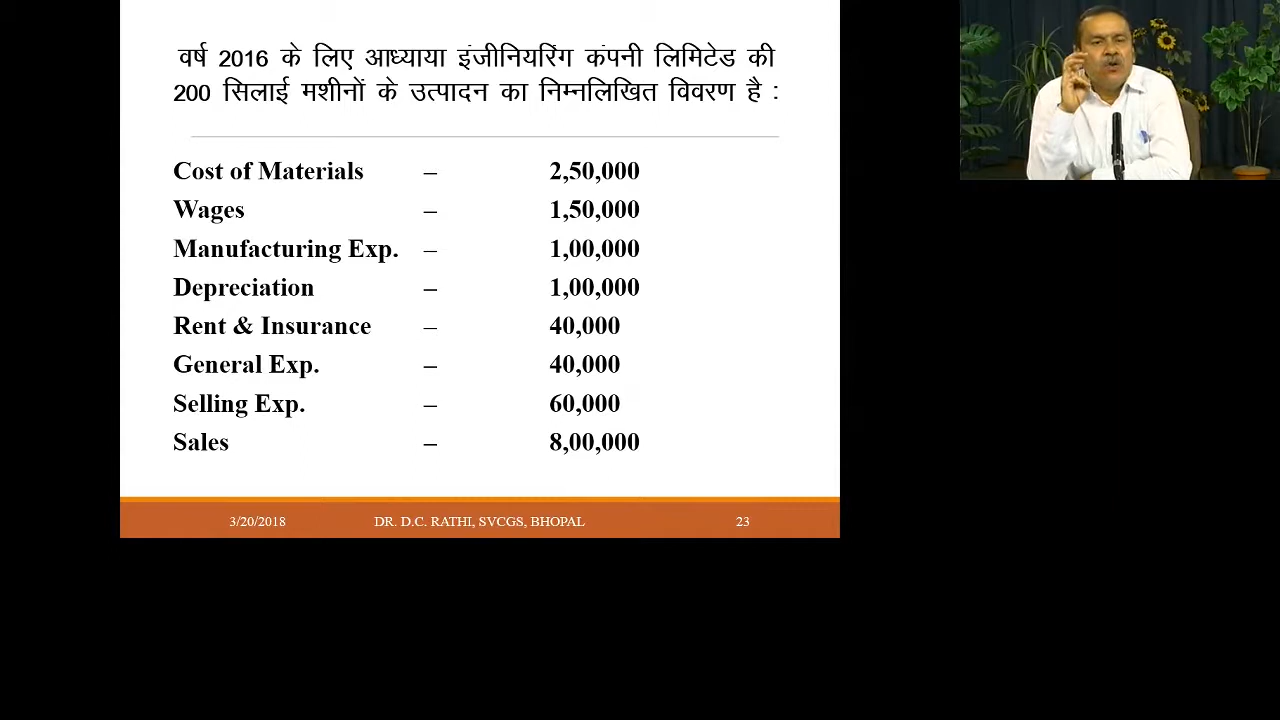 वर्ष 2016 के लिए आध्याया इंजीनियरिंग कंपनी लिमिटेड की
200 सिलाई मशीनों के उत्पादन का निम्नलिखित विवरण है :
Cost of Materials – 2,50,000
Wages – 1,50,000
Manufacturing Exp. – 1,00,000
Depreciation – 1,00,000
Rent & Insurance – 40,000
General Exp. – 40,000
Selling Exp. – 60,000
Sales – 8,00,000
3/20/2018 DR. D.C. RATHI, SVCGS, BHOPAL 23